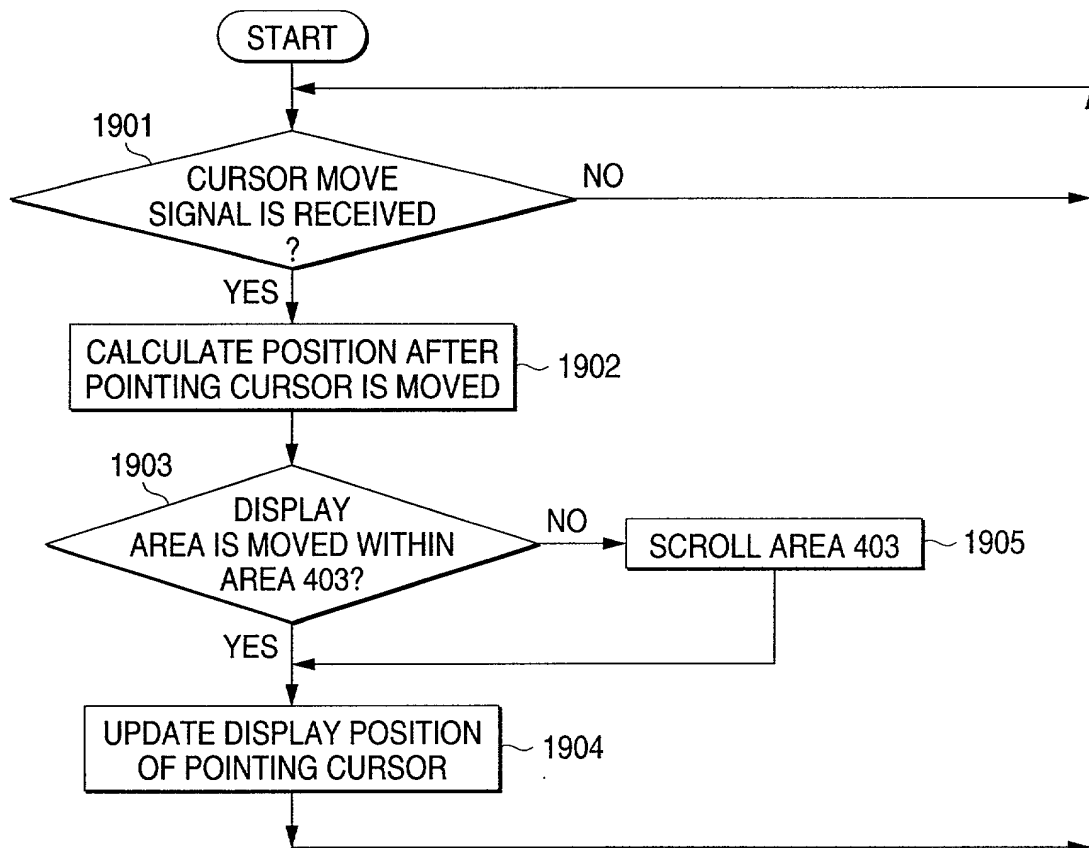 START
1901
CURSOR MOVE
SIGNAL IS RECEIVED
?
NO
YES
CALCULATE POSITION AFTER
POINTING CURSOR IS MOVED
1902
1903
DISPLAY
AREA IS MOVED WITHIN
AREA 403?
NO
SCROLL AREA 403
1905
YES
UPDATE DISPLAY POSITION
OF POINTING CURSOR
1904